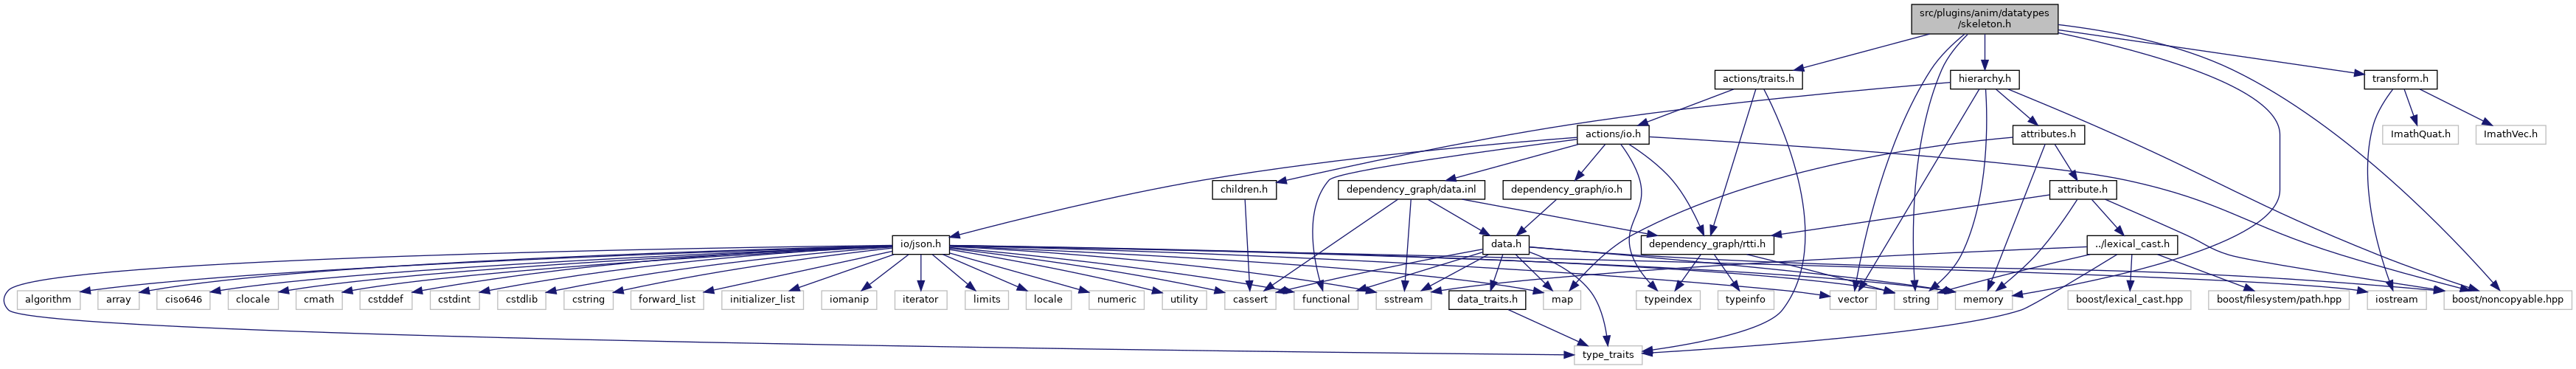 src/plugins/anim/datatypes
/skeleton.h
actions/traits.h
hierarchy.h
transform.h
actions/io.h
attributes.h
ImathQuat.h
ImathVec.h
children.h
dependency_graph/data.inl
dependency_graph/io.h
attribute.h
io/json.h
data.h
dependency_graph/rtti.h
../lexical_cast.h
algorithm
array
ciso646
clocale
cmath
cstddef
cstdint
cstdlib
cstring
forward_list
initializer_list
iomanip
iterator
limits
locale
numeric
utility
cassert
functional
sstream
data_traits.h
map
typeindex
typeinfo
vector
string
memory
boost/lexical_cast.hpp
boost/filesystem/path.hpp
iostream
boost/noncopyable.hpp
type_traits